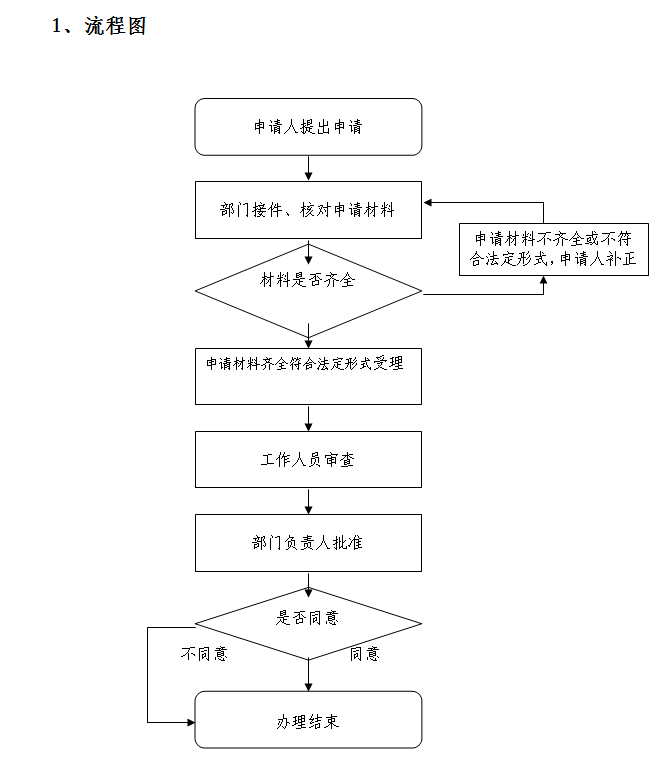 1、流程图
申请人提出申请
部门接件、核对申请材料
申请材料不齐全或不符
合法定形式，申请人补正
材料是否齐全
申请材料齐全符合法定形式受理
工作人员审查
部门负责人批准
是否同意
不同意
同意
办理结束